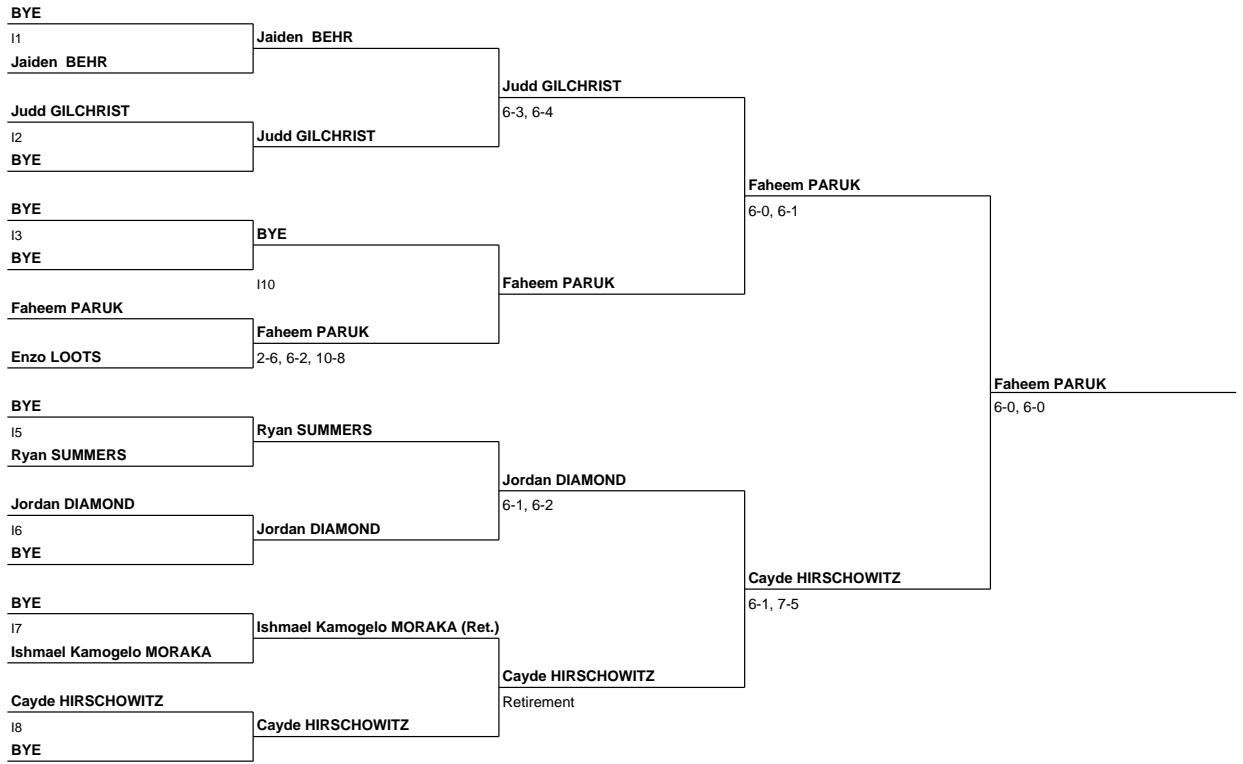 BYE
I1
Jaiden BEHR
Jaiden BEHR
Judd GILCHRIST
6-3, 6-4
Judd GILCHRIST
I2
Judd GILCHRIST
BYE
Faheem PARUK
6-0, 6-1
BYE
I3
BYE
BYE
I10
Faheem PARUK
Faheem PARUK
Faheem PARUK
2-6, 6-2, 10-8
Enzo LOOTS
Faheem PARUK
6-0, 6-0
BYE
I5
Ryan SUMMERS
Ryan SUMMERS
Jordan DIAMOND
6-1, 6-2
Jordan DIAMOND
I6
Jordan DIAMOND
BYE
Cayde HIRSCHOWITZ
6-1, 7-5
BYE
I7
Ishmael Kamogelo MORAKA (Ret.)
Ishmael Kamogelo MORAKA
Cayde HIRSCHOWITZ
Retirement
Cayde HIRSCHOWITZ
I8
Cayde HIRSCHOWITZ
BYE